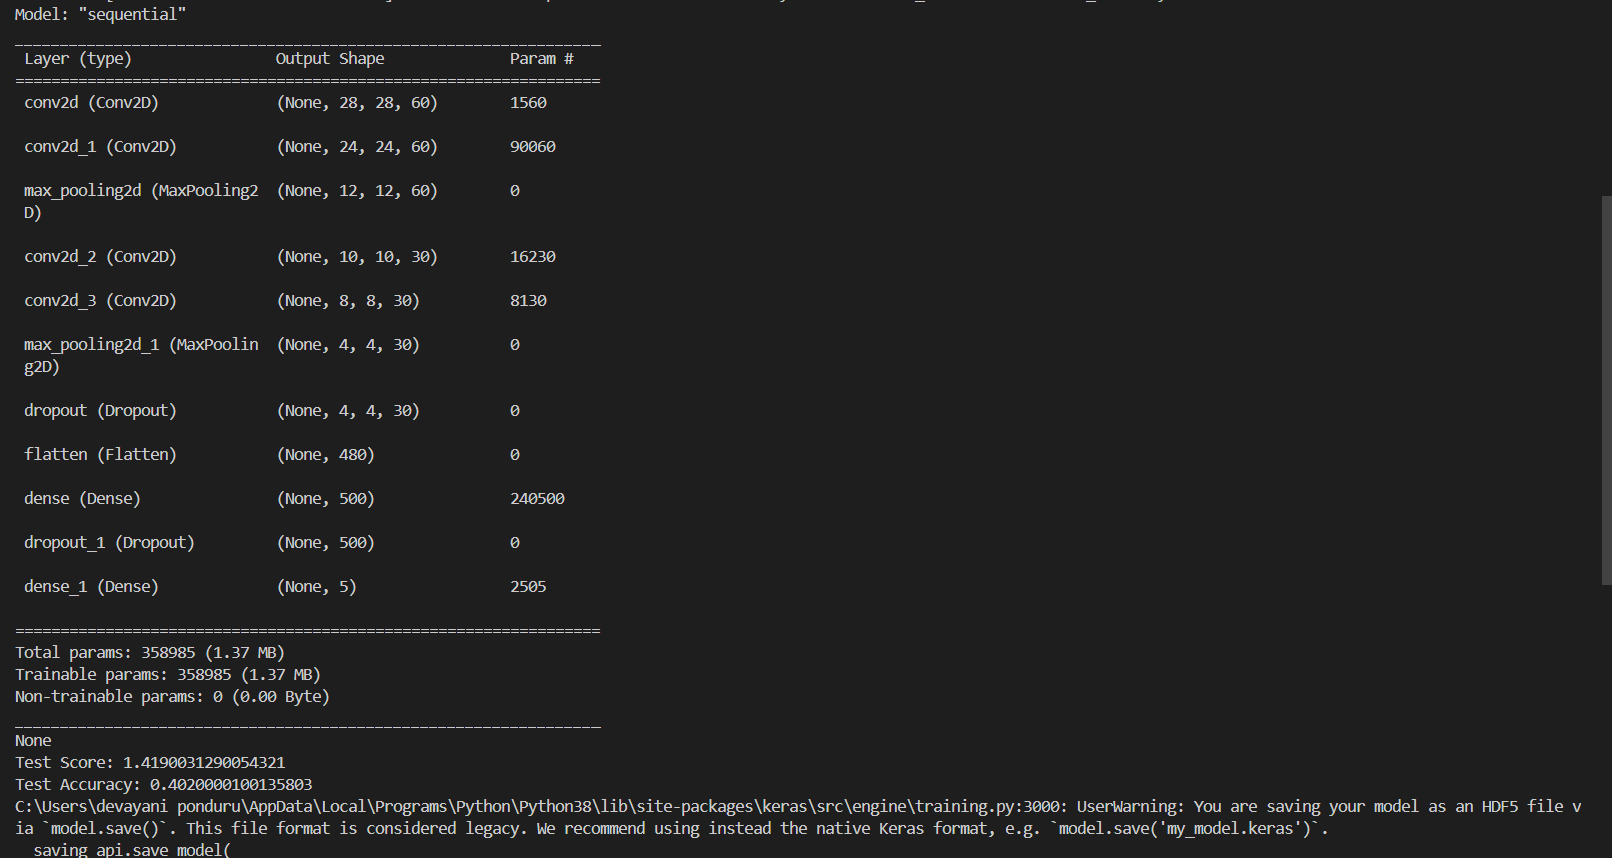 Model: "sequential"
_________________________________________________________________
Layer (type)                Output Shape              Param #
=================================================================
conv2d (Conv2D)             (None, 28, 28, 60)        1560
conv2d_1 (Conv2D)           (None, 24, 24, 60)        90060
max_pooling2d (MaxPooling2  (None, 12, 12, 60)        0
D)
conv2d_2 (Conv2D)           (None, 10, 10, 30)        16230
conv2d_3 (Conv2D)           (None, 8, 8, 30)          8130
max_pooling2d_1 (MaxPoolin  (None, 4, 4, 30)          0
g2D)
dropout (Dropout)           (None, 4, 4, 30)          0
flatten (Flatten)           (None, 480)               0
dense (Dense)               (None, 500)               240500
dropout_1 (Dropout)         (None, 500)               0
dense_1 (Dense)             (None, 5)                 2505
=================================================================
Total params: 358985 (1.37 MB)
Trainable params: 358985 (1.37 MB)
Non-trainable params: 0 (0.00 Byte)
_________________________________________________________________
None
Test Score: 1.4190031290054321
Test Accuracy: 0.4020000100135803
C:\Users\devayani ponduru\AppData\Local\Programs\Python\Python38\lib\site-packages\keras\src\engine\training.py:3000: UserWarning: You are saving your model as an HDF5 file v
ia `model.save()`. This file format is considered legacy. We recommend using instead the native Keras format, e.g. `model.save('my_model.keras')`.
saving_api.save_model(